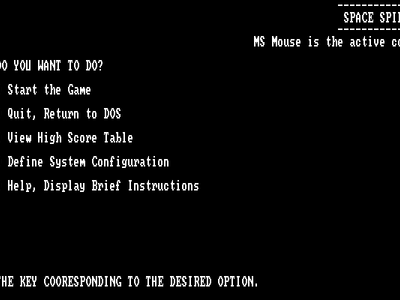 SPACE SPI
MS Mouse is the active co
DO YOU WANT TO DO?
Start the Game
Quit, Return to DOS
View High Score Table
Define System Configuration
Help, Display Brief Instructions
THE KEY COORESPONDING TO THE DESIRED OPTION.